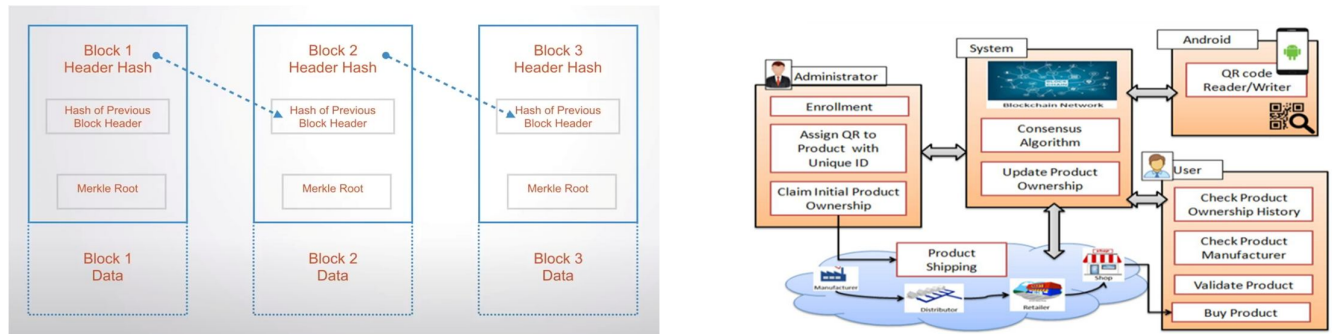 Block 1
Header Hash
Hash of Previous
Block Header
Merkle Root
Block 1
Data
Block 2
Header Hash
Hash of Previous
Block Header
Merkle Root
Block 2
Data
Block 3
Header Hash
Hash of Previous
Block Header
Merkle Root
Block 3
Data
Administrator
Enrollment
Assign QR to
Product with
Unique ID
Claim Initial Product
Ownership
System
Blockchain Network
Consensus
Algorithm
Update Product
Ownership
Android
QR code
Reader/Writer
User
Check Product
Ownership History
Check Product
Manufacturer
Validate Product
Buy Product
Product
Shipping
Manufacturer
Distributor
Retailer
Shop